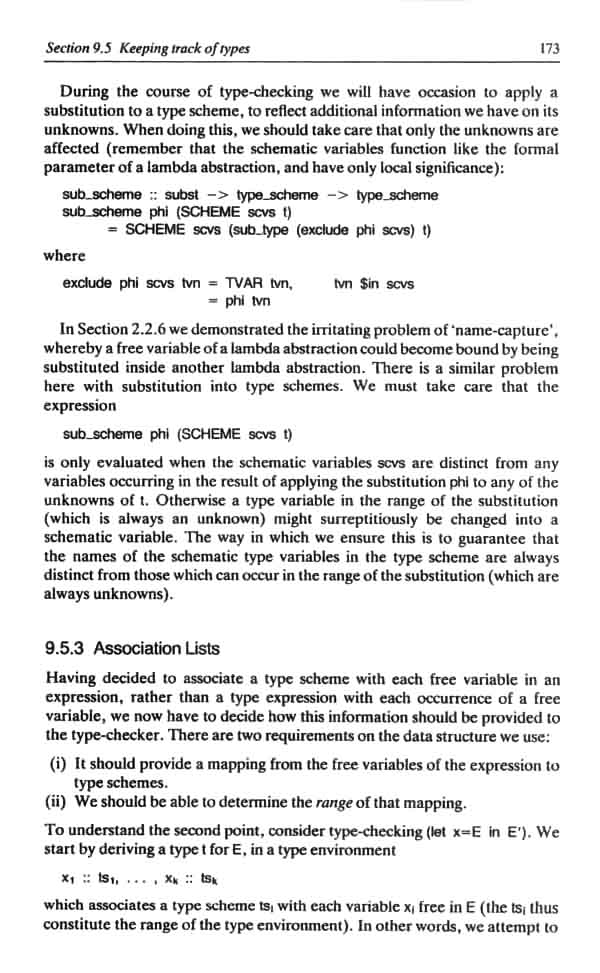 Section 9.5 Keeping track of types 173
During the course of type-checking we will have occasion to apply a
substitution to a type scheme, to reflect additional information we have on its
unknowns. When doing this, we should take care that only the unknowns are
affected (remember that the schematic variables function like the formal
parameter of a lambda abstraction, and have only local significance):
sub_scheme :: subst -> type_scheme -> type_scheme
sub_scheme phi (SCHEME scvs t)
= SCHEME scvs (sub_type (exclude phi scvs) t)
where
exclude phi scvs tvn = TVAR tvn, tvn $in scvs
= phi tvn
In Section 2.2.6 we demonstrated the irritating problem of 'name-capture',
whereby a free variable of a lambda abstraction could become bound by being
substituted inside another lambda abstraction. There is a similar problem
here with substitution into type schemes. We must take care that the
expression
sub_scheme phi (SCHEME scvs t)
is only evaluated when the schematic variables scvs are distinct from any
variables occurring in the result of applying the substitution phi to any of the
unknowns of t. Otherwise a type variable in the range of the substitution
(which is always an unknown) might surreptitiously be changed into a
schematic variable. The way in which we ensure this is to guarantee that
the names of the schematic type variables in the type scheme are always
distinct from those which can occur in the range of the substitution (which are
always unknowns).
9.5.3 Association Lists
Having decided to associate a type scheme with each free variable in an
expression, rather than a type expression with each occurrence of a free
variable, we now have to decide how this information should be provided to
the type-checker. There are two requirements on the data structure we use:
(i) It should provide a mapping from the free variables of the expression to
type schemes.
(ii) We should be able to determine the range of that mapping.
To understand the second point, consider type-checking (let x=E in E'). We
start by deriving a type t for E, in a type environment
x₁ :: ts₁, ... , xₖ :: tsₖ
which associates a type scheme tsᵢ with each variable xᵢ free in E (the tsᵢ thus
constitute the range of the type environment). In other words, we attempt to